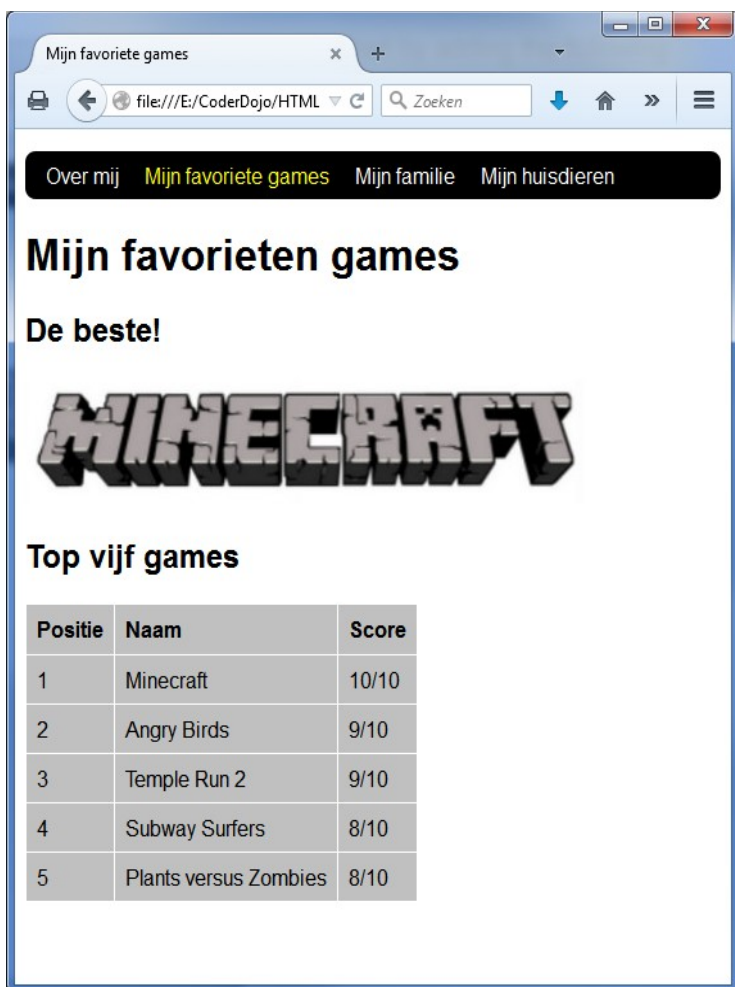 Mijn favoriete games
file:///E:/CoderDojo/HTML Zoeken
Over mij Mijn favoriete games Mijn familie Mijn huisdieren
Mijn favorieten games
De beste!
MINECRAFT
Top vijf games
Positie Naam Score
1 Minecraft 10/10
2 Angry Birds 9/10
3 Temple Run 2 9/10
4 Subway Surfers 8/10
5 Plants versus Zombies 8/10